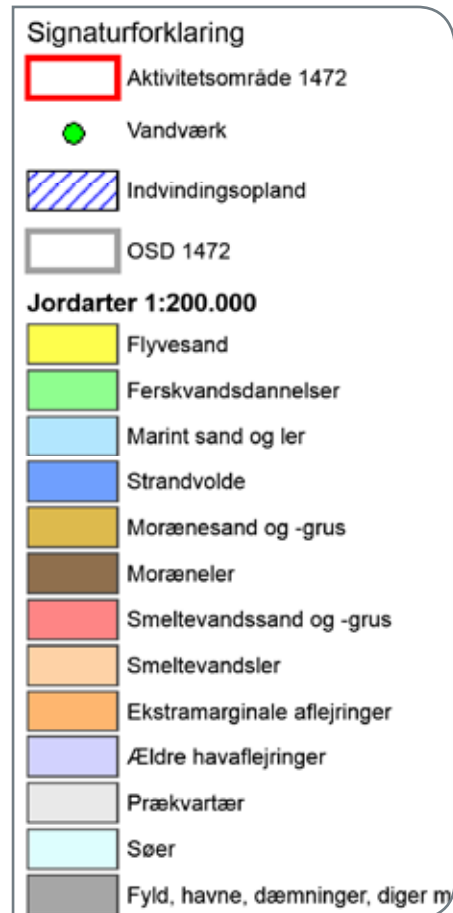 Signaturforklaring
Aktivitetsområde 1472
Vandværk
Indvindingsopland
OSD 1472
Jordarter 1:200.000
Flyvesand
Ferskvandsdannelser
Marint sand og ler
Strandvolde
Morænesand og -grus
Moræneler
Smeltevandssand og -grus
Smeltevandsler
Ekstramarginale aflejringer
Ældre havaflejringer
Prækvartær
Søer
Fyld, havne, dæmninger, diger m